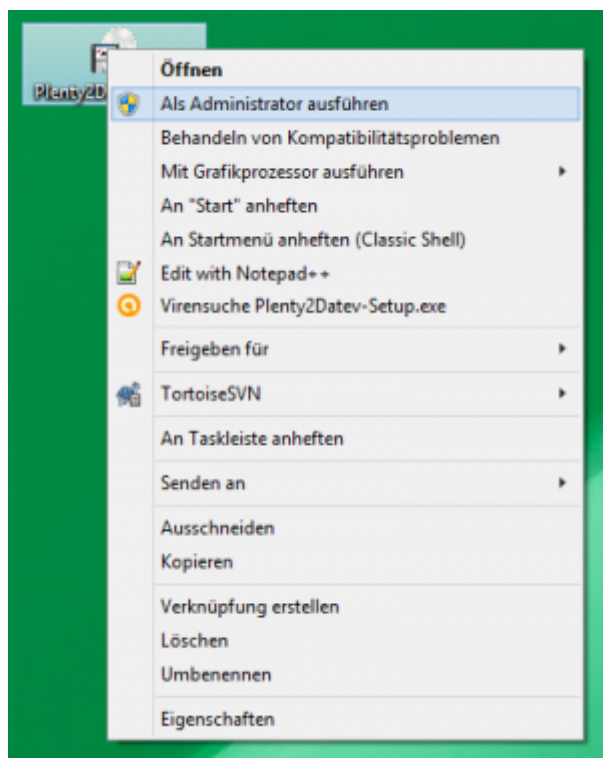 Plenty2D
Öffnen
Als Administrator ausführen
Behandeln von Kompatibilitätsproblemen
Mit Grafikprozessor ausführen
An "Start" anheften
An Startmenü anheften (Classic Shell)
Edit with Notepad++
Virensuche Plenty2Datev-Setup.exe
Freigeben für
TortoiseSVN
An Taskleiste anheften
Senden an
Ausschneiden
Kopieren
Verknüpfung erstellen
Löschen
Umbenennen
Eigenschaften